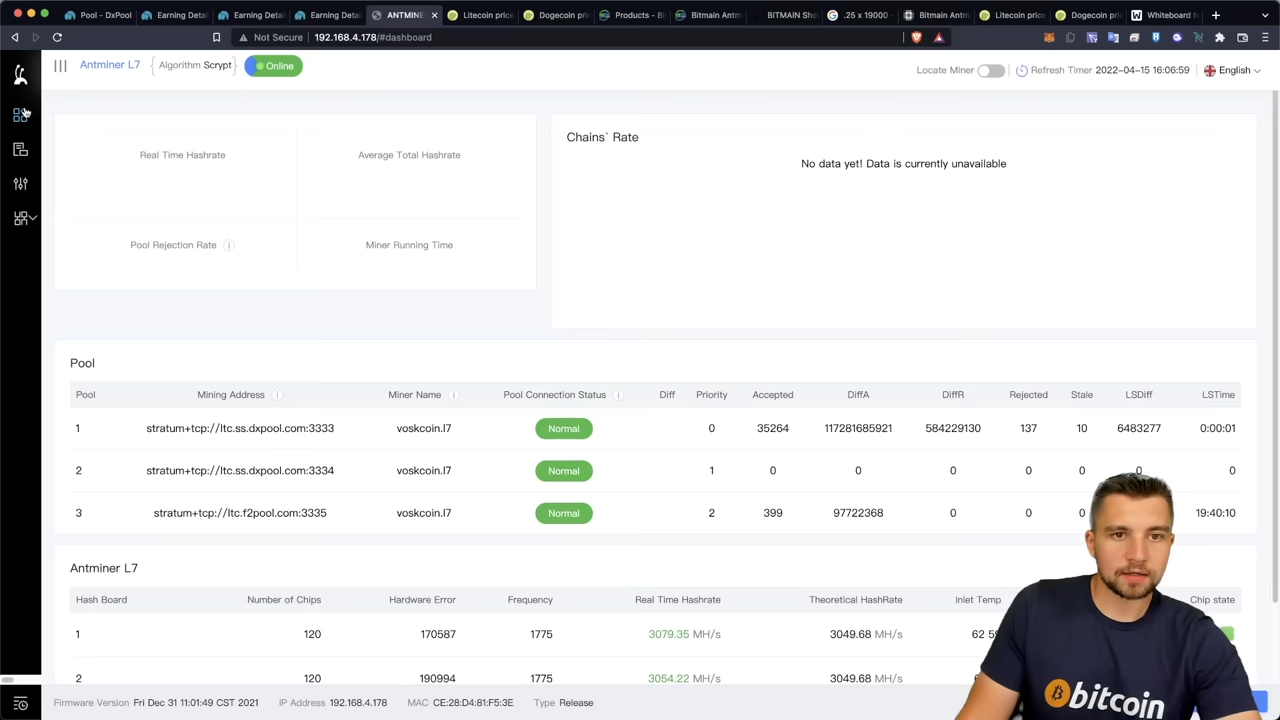 Pool - DxPool
Earning Detai
Earning Detai
Earning Detai
ANTMINE
Litecoin price
Dogecoin pri
Products - Bi
Bitmain Antm
BITMAIN Sho
.25 x 19000 -
Bitmain Antm
Litecoin price
Dogecoin pri
Whiteboard f
Not Secure 192.168.4.178/#dashboard
Antminer L7 {Algorithm Scrypt} Online
Locate Miner Refresh Timer 2022-04-15 16:06:59 English
Real Time Hashrate Average Total Hashrate
Pool Rejection Rate Miner Running Time
Chains` Rate
No data yet! Data is currently unavailable
Pool
Pool Mining Address Miner Name Pool Connection Status Diff Priority Accepted DiffA DiffR Rejected Stale LSDiff LSTime
1 stratum+tcp://ltc.ss.dxpool.com:3333 voskcoin.l7 Normal 0 35264 117281685921 584229130 137 10 6483277 0:00:01
2 stratum+tcp://ltc.ss.dxpool.com:3334 voskcoin.l7 Normal 1 0 0 0 0 0 0 0
3 stratum+tcp://ltc.f2pool.com:3335 voskcoin.l7 Normal 2 399 97722368 0 0 0 19:40:10
Antminer L7
Hash Board Number of Chips Hardware Error Frequency Real Time Hashrate Theoretical HashRate Inlet Temp Chip state
1 120 170587 1775 3079.35 MH/s 3049.68 MH/s 62 59
2 120 190994 1775 3054.22 MH/s 3049.68 MH/s
Firmware Version Fri Dec 31 11:01:49 CST 2021 IP Address 192.168.4.178 MAC CE:28:D4:81:F5:3E Type Release
bitcoin